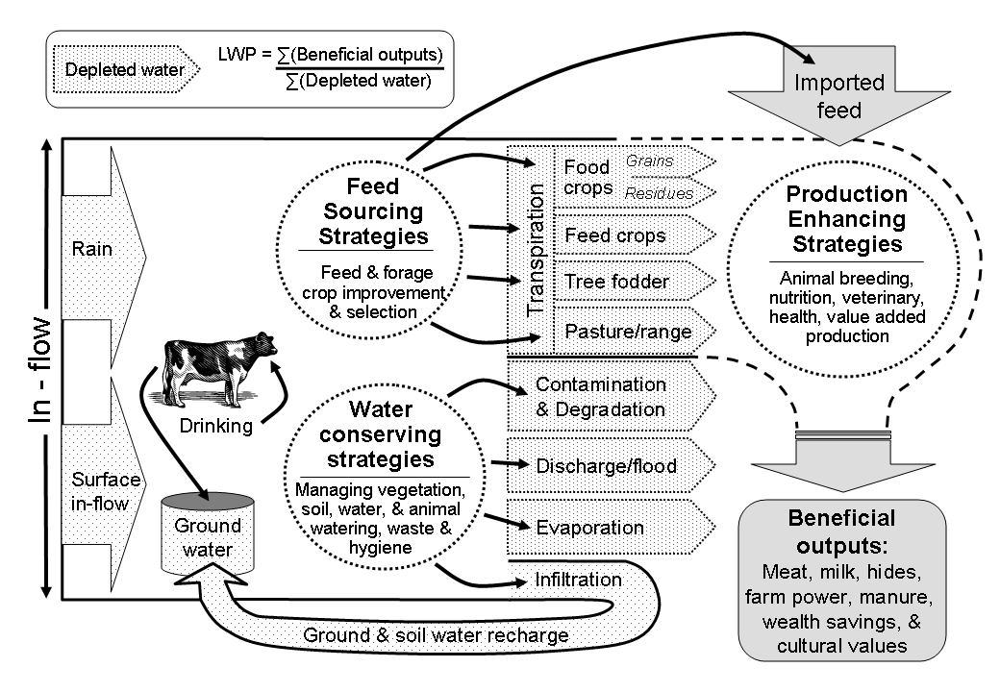 Depleted water
LWP = ∑(Beneficial outputs)
∑(Depleted water)
Imported
feed
In - flow
Rain
Surface
in-flow
Feed
Sourcing
Strategies
Feed & forage
crop improvement
& selection
Transpiration
Food
crops
Grains
Residues
Feed crops
Tree fodder
Pasture/range
Production
Enhancing
Strategies
Animal breeding,
nutrition, veterinary,
health, value added
production
Drinking
Ground
water
Water
conserving
strategies
Managing vegetation,
soil, water, & animal
watering, waste &
hygiene
Contamination
& Degradation
Discharge/flood
Evaporation
Infiltration
Ground & soil water recharge
Beneficial
outputs:
Meat, milk, hides,
farm power, manure,
wealth savings, &
cultural values